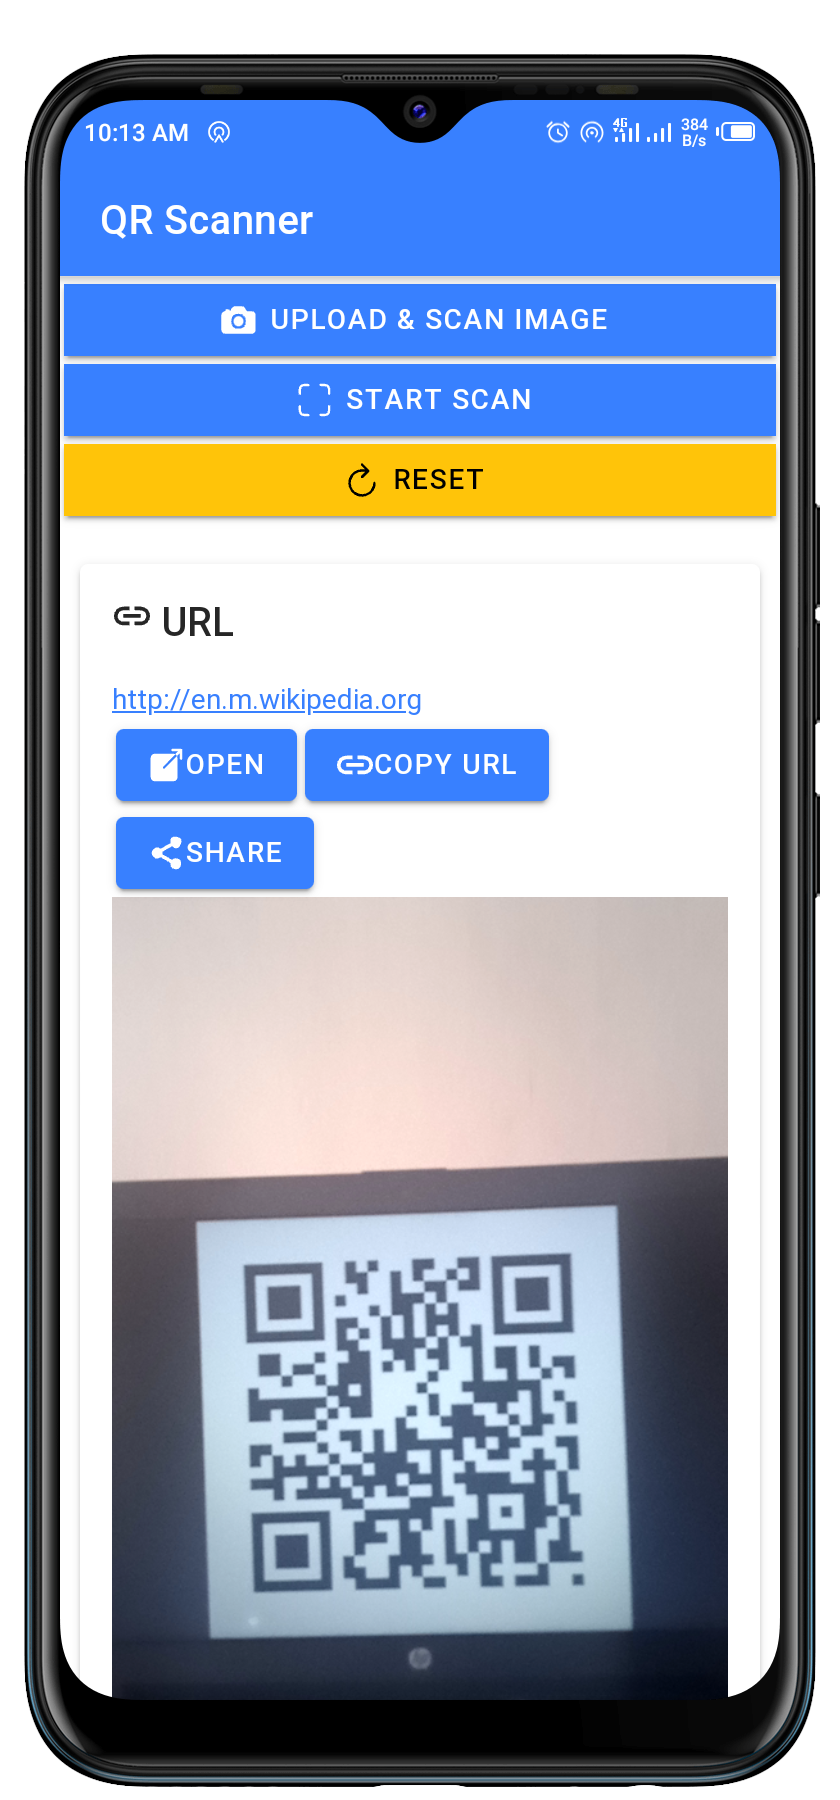 10:13 AM
4G
384
B/s
QR Scanner
UPLOAD & SCAN IMAGE
START SCAN
RESET
URL
http://en.m.wikipedia.org
OPEN
COPY URL
SHARE
hp